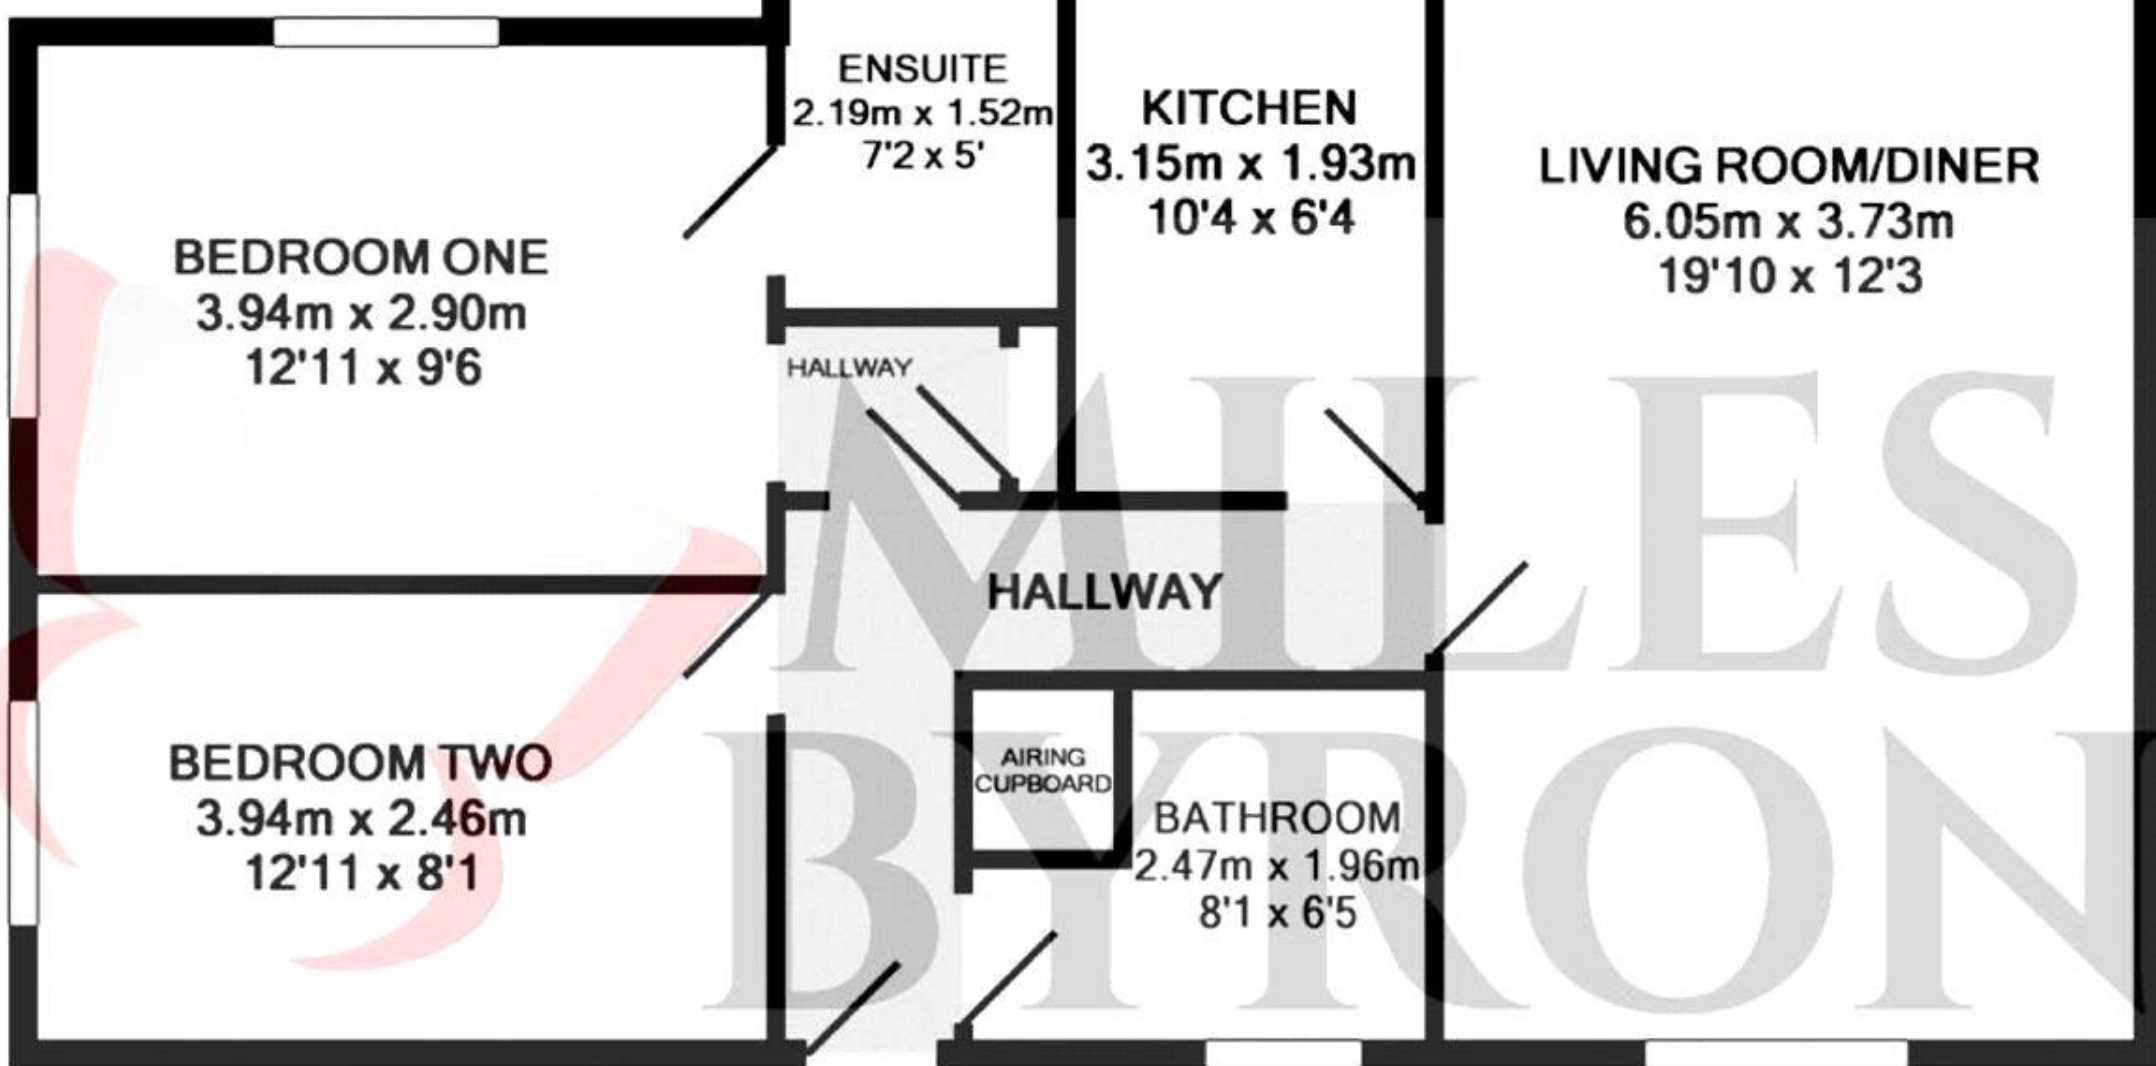 ENSUITE
2.19m x 1.52m
7'2 x 5'
KITCHEN
3.15m x 1.93m
10'4 x 6'4
LIVING ROOM/DINER
6.05m x 3.73m
19'10 x 12'3
BEDROOM ONE
3.94m x 2.90m
12'11 x 9'6
HALLWAY
HALLWAY
BEDROOM TWO
3.94m x 2.46m
12'11 x 8'1
AIRING
CUPBOARD
BATHROOM
2.47m x 1.96m
8'1 x 6'5
MILES
BYRON